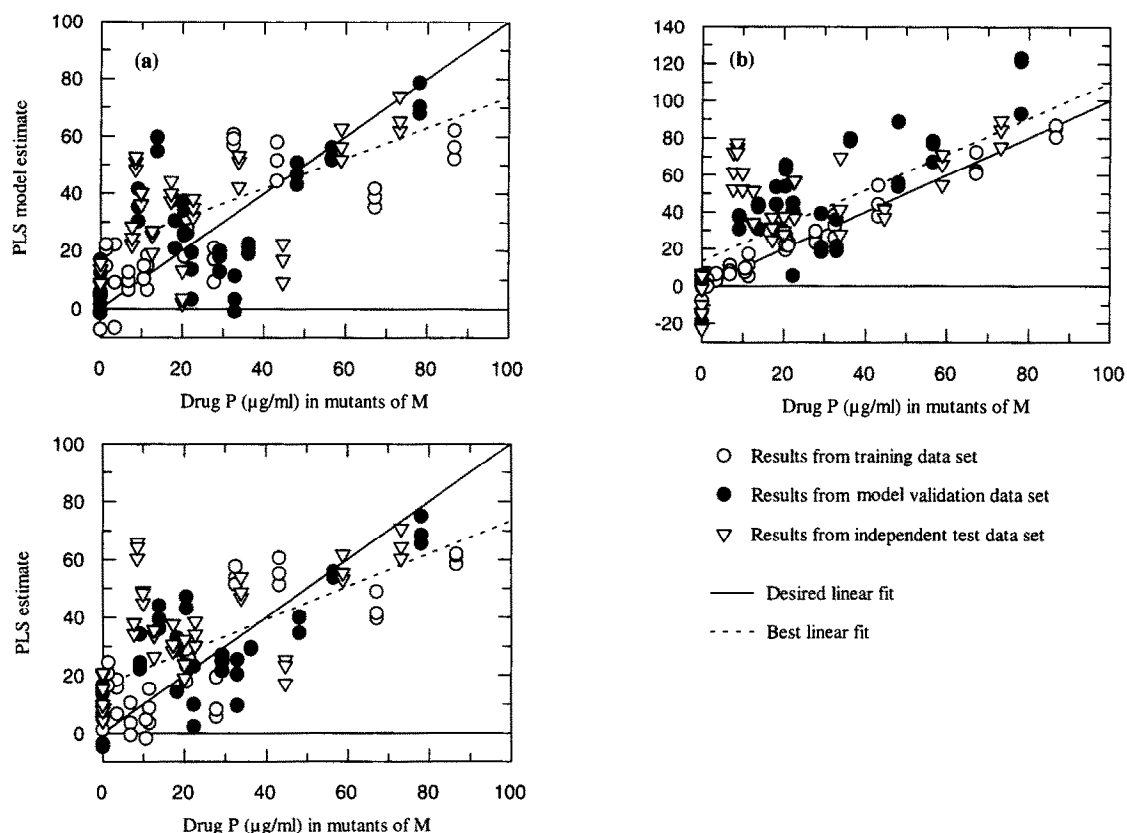 100
80
60
40
20
0
(a)
PLS model estimate
0 20 40 60 80 100
Drug P (µg/ml) in mutants of M
140
120
100
80
60
40
20
0
-20
(b)
0 20 40 60 80 100
Drug P (µg/ml) in mutants of M
100
80
60
40
20
0
PLS estimate
0 20 40 60 80 100
Drug P (µg/ml) in mutants of M
Results from training data set
Results from model validation data set
Results from independent test data set
Desired linear fit
Best linear fit